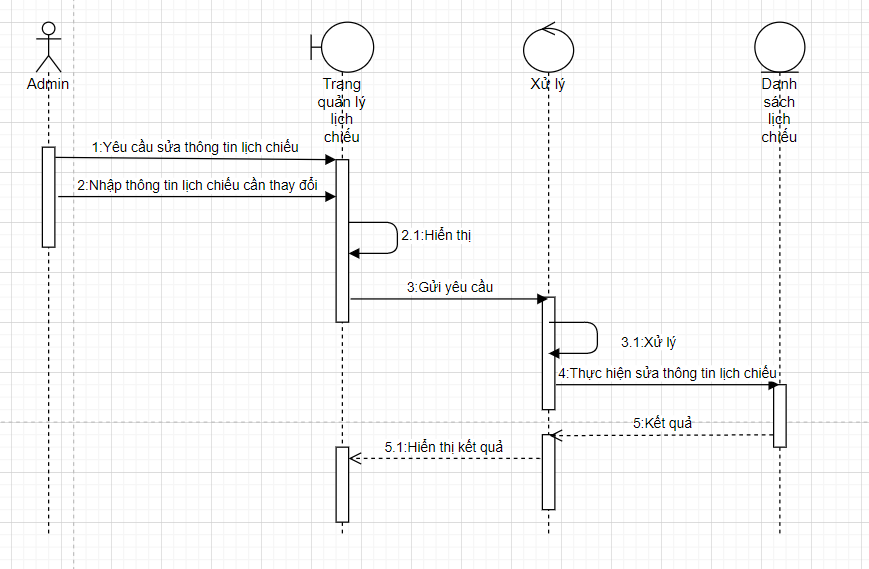 Admin
Trang
quản lý
lịch
chiếu
Xử lý
Danh
sách
lịch
chiếu
1:Yêu cầu sửa thông tin lịch chiếu
2:Nhập thông tin lịch chiếu cần thay đổi
2.1:Hiển thị
3:Gửi yêu cầu
3.1:Xử lý
4:Thực hiện sửa thông tin lịch chiếu
5:Kết quả
5.1:Hiển thị kết quả